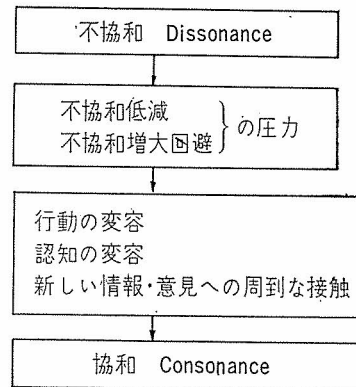 不協和 Dissonance
不協和低減
不協和増大回避
} の圧力
行動の変容
認知の変容
新しい情報・意見への周到な接触
協和 Consonance